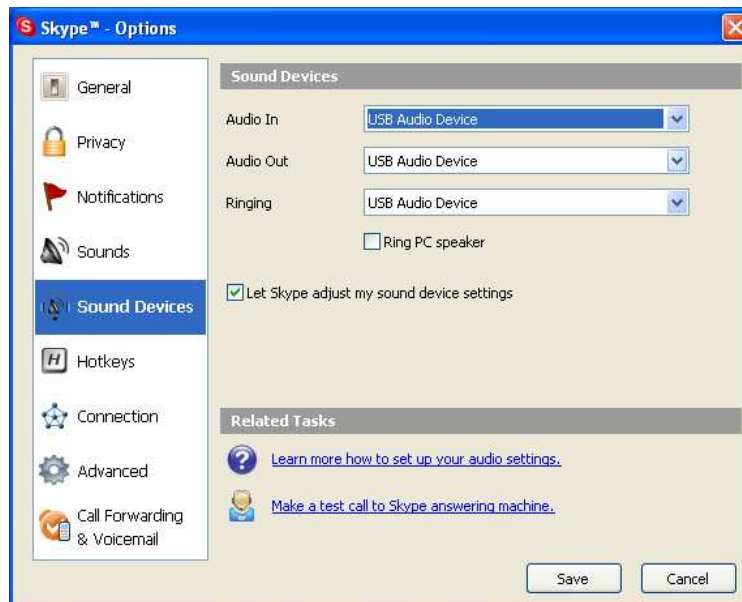 Skype™ - Options
General
Privacy
Notifications
Sounds
Sound Devices
Hotkeys
Connection
Advanced
Call Forwarding
& Voicemail
Sound Devices
Audio In USB Audio Device
Audio Out USB Audio Device
Ringing USB Audio Device
Ring PC speaker
Let Skype adjust my sound device settings
Related Tasks
Learn more how to set up your audio settings.
Make a test call to Skype answering machine.
Save Cancel